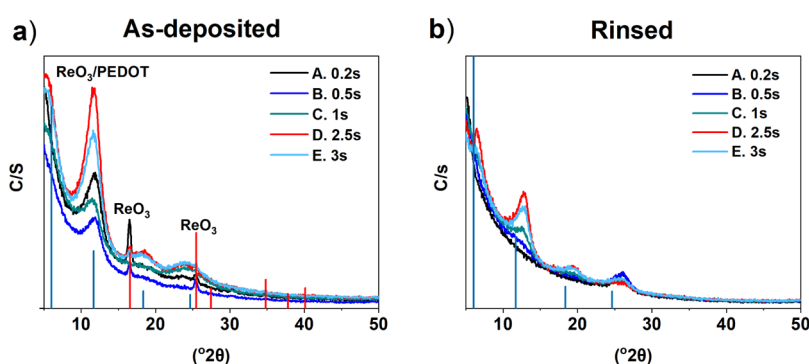 As-deposited
a)
ReO₃/PEDOT
A. 0.2s
B. 0.5s
C. 1s
D. 2.5s
E. 3s
ReO₃
ReO₃
C/S
10 20 30 40 50
(°2θ)
Rinsed
b)
A. 0.2s
B. 0.5s
C. 1s
D. 2.5s
E. 3s
C/s
10 20 30 40 50
(°2θ)